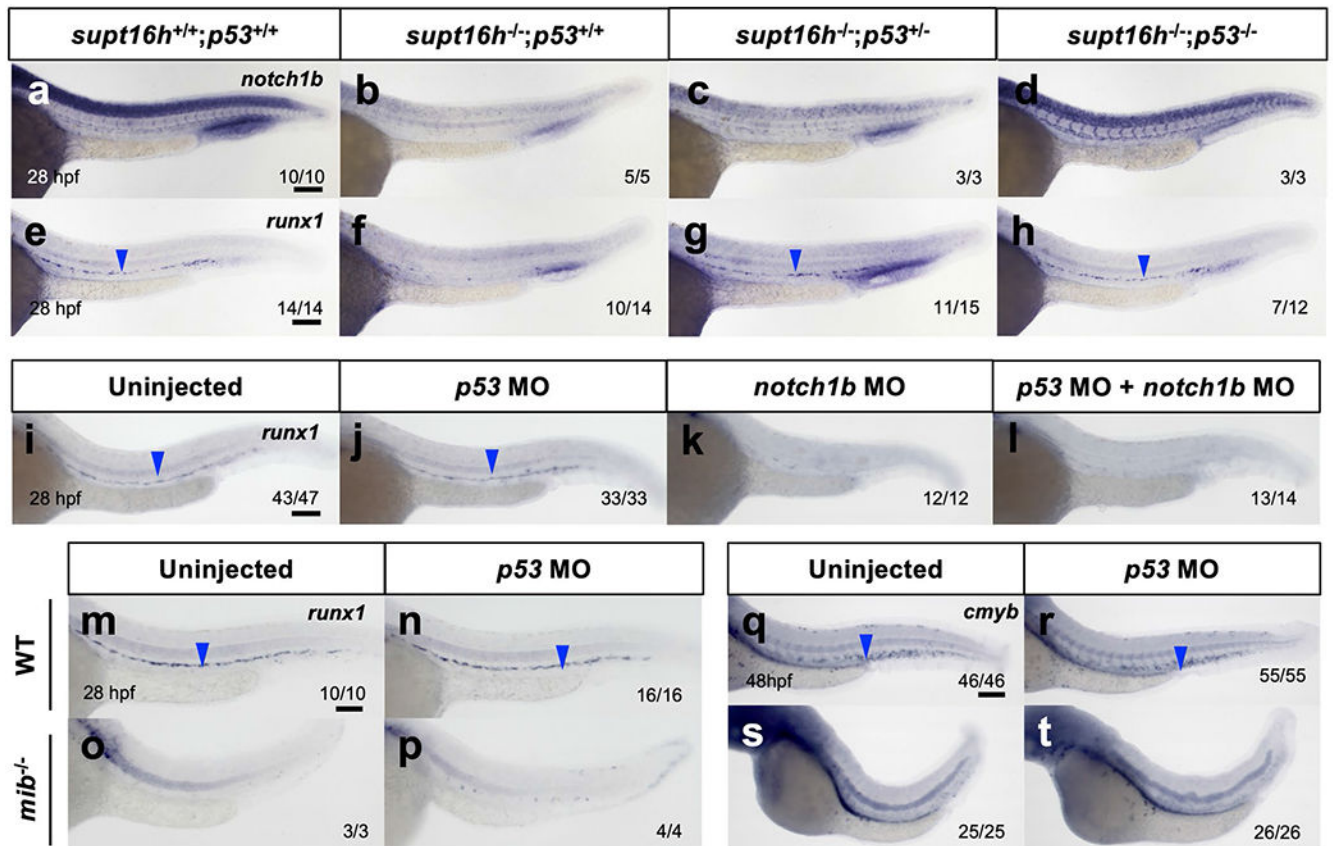 supt16h+/+;p53+/+ supt16h-/-;p53+/+ supt16h-/-;p53+/- supt16h-/-;p53-/-
a notch1b b c d
28 hpf 10/10 5/5 3/3 3/3
e runx1 f g h
28 hpf 14/14 10/14 11/15 7/12
Uninjected p53 MO notch1b MO p53 MO + notch1b MO
i runx1 j k l
28 hpf 43/47 33/33 12/12 13/14
Uninjected p53 MO Uninjected p53 MO
WT
m runx1 n q cmyb r
28 hpf 10/10 16/16 48hpf 46/46 55/55
mib-/-
o p s t
3/3 4/4 25/25 26/26